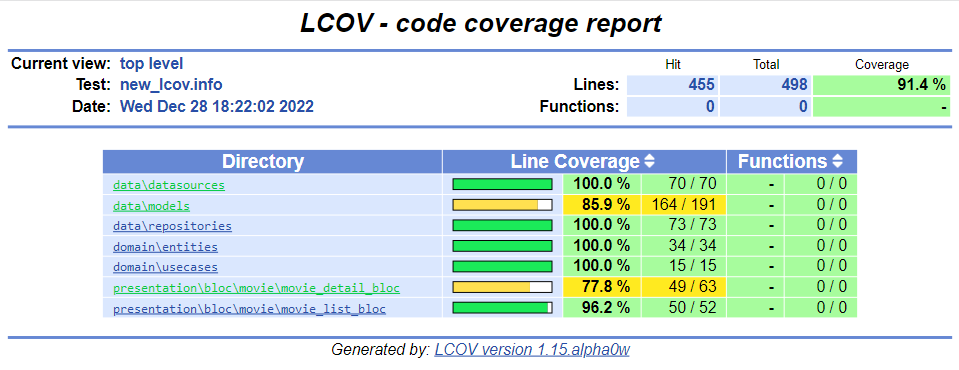 LCOV - code coverage report
Current view: top level Hit Total Coverage
Test: new_lcov.info Lines: 455 498 91.4 %
Date: Wed Dec 28 18:22:02 2022 Functions: 0 0 -
Directory Line Coverage Functions
data\datasources 100.0 % 70 / 70 - 0 / 0
data\models 85.9 % 164 / 191 - 0 / 0
data\repositories 100.0 % 73 / 73 - 0 / 0
domain\entities 100.0 % 34 / 34 - 0 / 0
domain\usecases 100.0 % 15 / 15 - 0 / 0
presentation\bloc\movie\movie_detail_bloc 77.8 % 49 / 63 - 0 / 0
presentation\bloc\movie\movie_list_bloc 96.2 % 50 / 52 - 0 / 0
Generated by: LCOV version 1.15.alpha0w